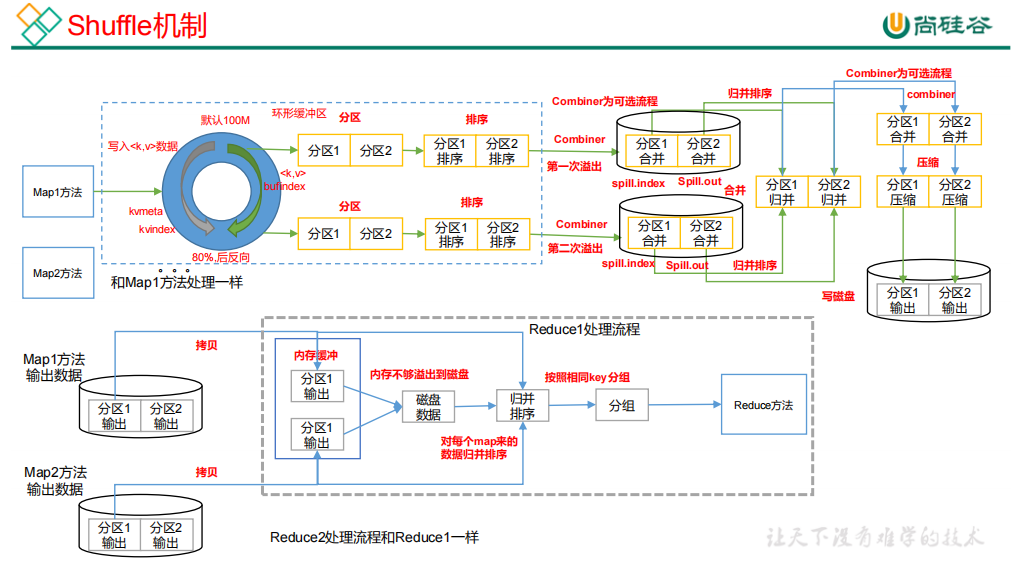 Shuffle机制
尚硅谷
Combiner为可选流程
combiner
默认100M
环形缓冲区
分区
排序
Combiner为可选流程
归并排序
写入<k,v>数据
分区1
分区2
分区1
排序
分区2
排序
Combiner
第一次溢出
分区1
合并
分区2
合并
分区1
合并
分区2
合并
压缩
Map1方法
<k,v>
bufindex
spill.index
Spill.out
合并
分区1
归并
分区2
归并
分区1
压缩
分区2
压缩
kvmeta
kvindex
分区
排序
分区1
分区2
分区1
排序
分区2
排序
Combiner
第二次溢出
分区1
合并
分区2
合并
Map2方法
80%,后反向
spill.index
Spill.out
归并排序
。。。
和Map1方法处理一样
写磁盘
分区1
输出
分区2
输出
Reduce1处理流程
Map1方法
输出数据
拷贝
内存缓冲
分区1
输出
内存不够溢出到磁盘
按照相同key分组
分区1
输出
分区2
输出
磁盘
数据
归并
排序
分组
Reduce方法
分区1
输出
对每个map来的
数据归并排序
Map2方法
输出数据
拷贝
分区1
输出
分区2
输出
Reduce2处理流程和Reduce1一样
让天下没有难学的技术